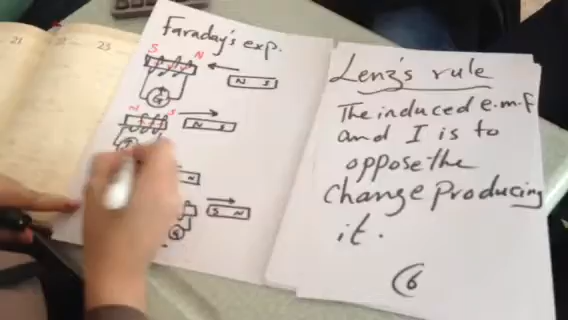 21
23
Faraday's exp.
S N
N S
G
N S
N S
G
N
S N
G
Lenz's rule
The induced e.m.f
and I is to
oppose the
change producing
it.
(6